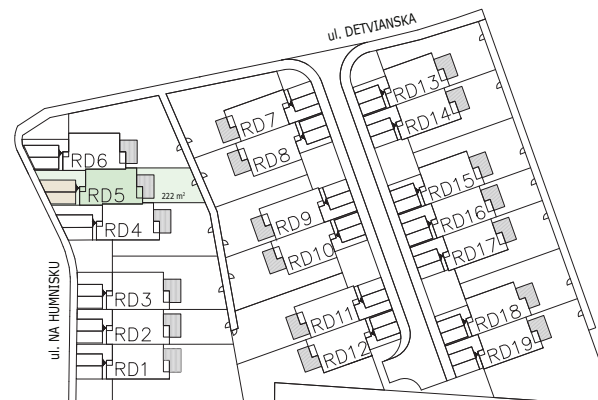 ul. DETVIANSKA
RD13
RD14
RD7
RD8
RD6
RD5
222 m²
RD15
RD4
RD9
RD16
RD10
RD17
ul. NA HUMNISKU
RD3
RD11
RD18
RD2
RD12
RD19
RD1